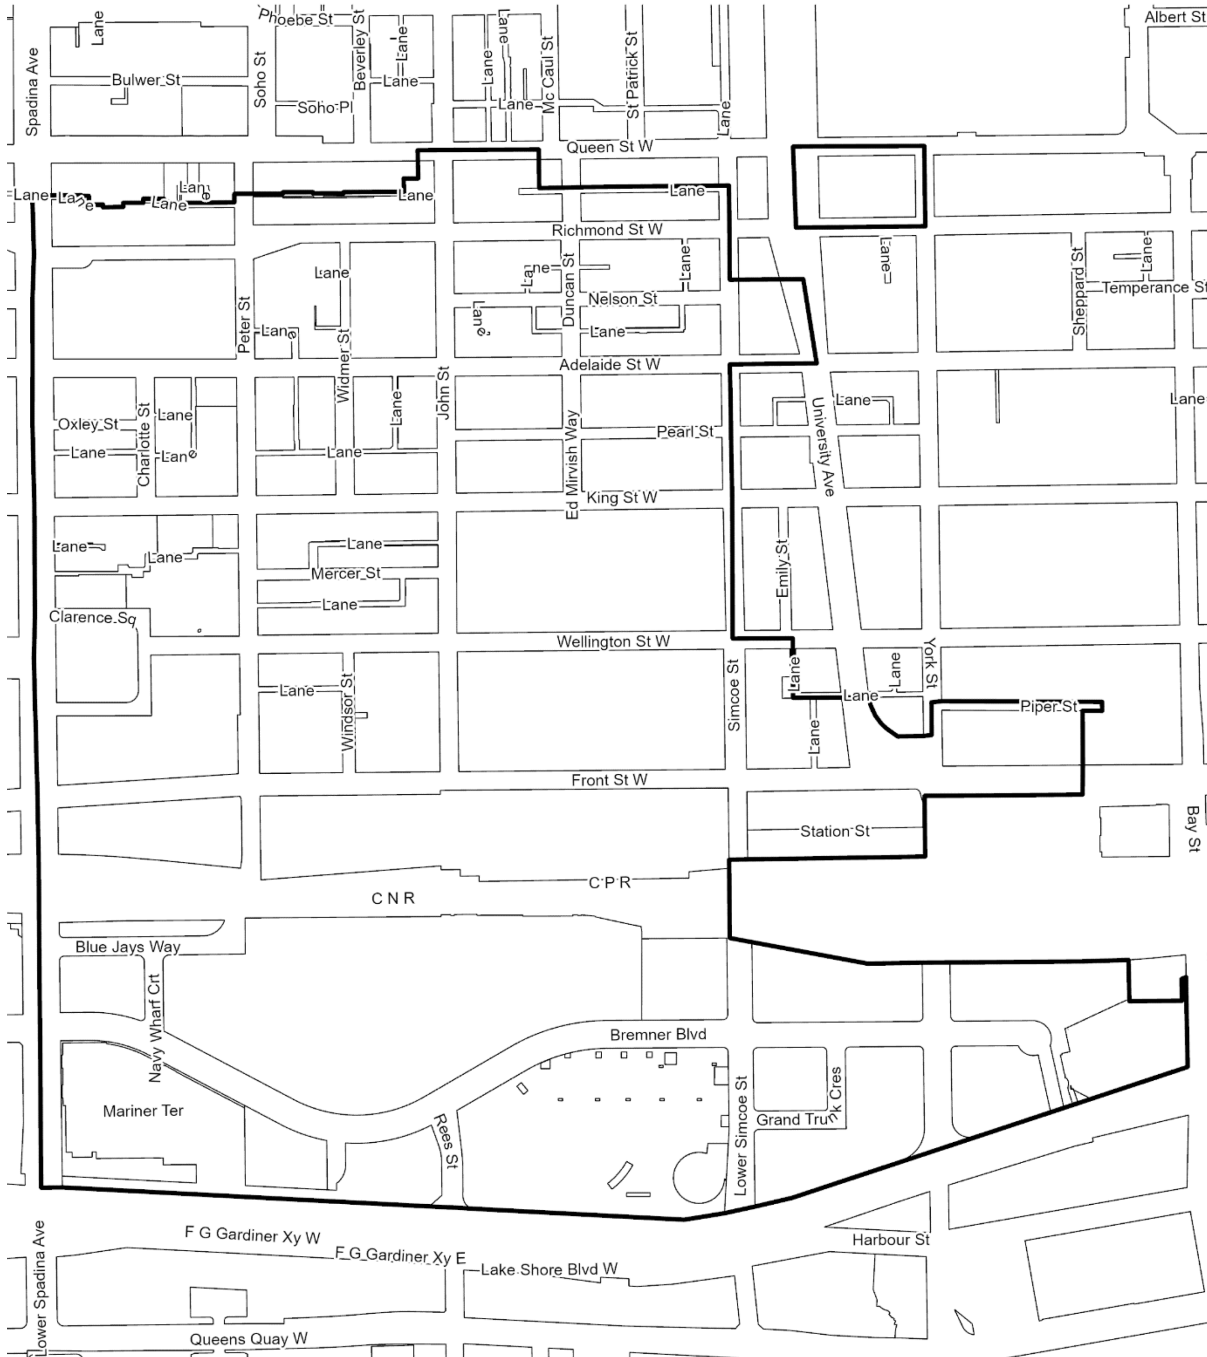 Phoebe St
Albert St
Lane
Lane
Lane
Spadina Ave
Soho St
Beverley St
Mc Caul St
St Patrick St
Bulwer St
Lane
Lane
Soho Pl
Lane
Lane
Queen St W
Lane
Lane
Lane
Lane
Lane
Lane
Lane
Lane
Richmond St W
Lane
Lane
Lane
Lane
Lane
Duncan St
Sheppard St
Temperance St
Nelson St
Peter St
Lane
Widmer St
Lane
Lane
Adelaide St W
John St
Lane
Lane
Lane
Charlotte St
Lane
Oxley St
University Ave
Ed Mirvish Way
Pearl St
Lane
Lane
Lane
King St W
Lane
Lane
Lane
Emily St
Mercer St
Lane
Clarence Sq
Wellington St W
York St
Lane
Lane
Simcoe St
Lane
Windsor St
Lane
Piper St
Lane
Front St W
Station St
Bay St
C P R
C N R
Blue Jays Way
Navy Wharf Crt
Bremner Blvd
Mariner Ter
Rees St
Lower Simcoe St
Grand Truck Cres
F G Gardiner Xy W
F G Gardiner Xy E
Harbour St
Lake Shore Blvd W
Lower Spadina Ave
Queens Quay W